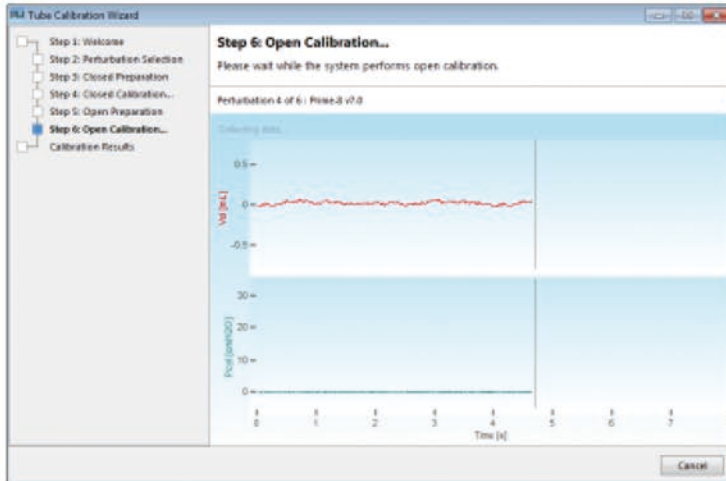 Tube Calibration Wizard
Step 1: Welcome
Step 2: Perturbation Selection
Step 3: Closed Preparation
Step 4: Closed Calibration...
Step 5: Open Preparation
Step 6: Open Calibration...
Calibration Results
Step 6: Open Calibration...
Please wait while the system performs open calibration.
Perturbation 4 of 6 : Prime-8 v7.0
Collecting data...
Vol [mL]
0.5
0
-0.5
Pcyl [cmH2O]
30
20
10
0
0 1 2 3 4 5 6 7
Time [s]
Cancel